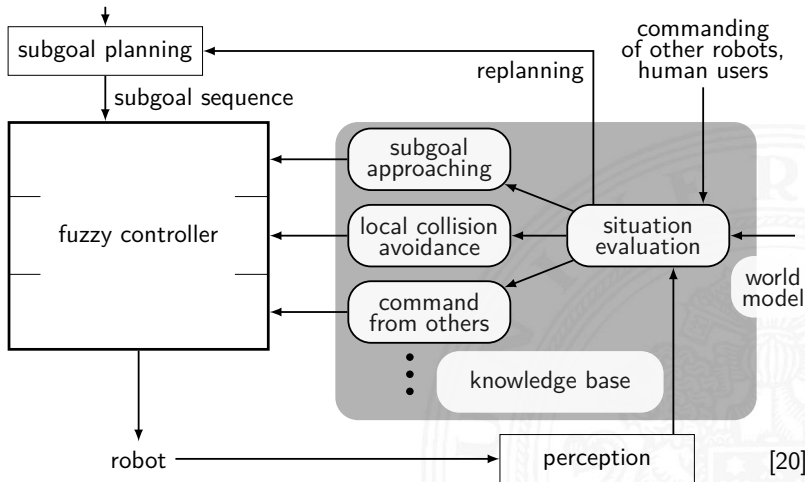 subgoal planning
commanding
of other robots,
human users
replanning
subgoal sequence
subgoal
approaching
fuzzy controller
local collision
avoidance
situation
evaluation
world
model
command
from others
knowledge base
robot
perception
[20]